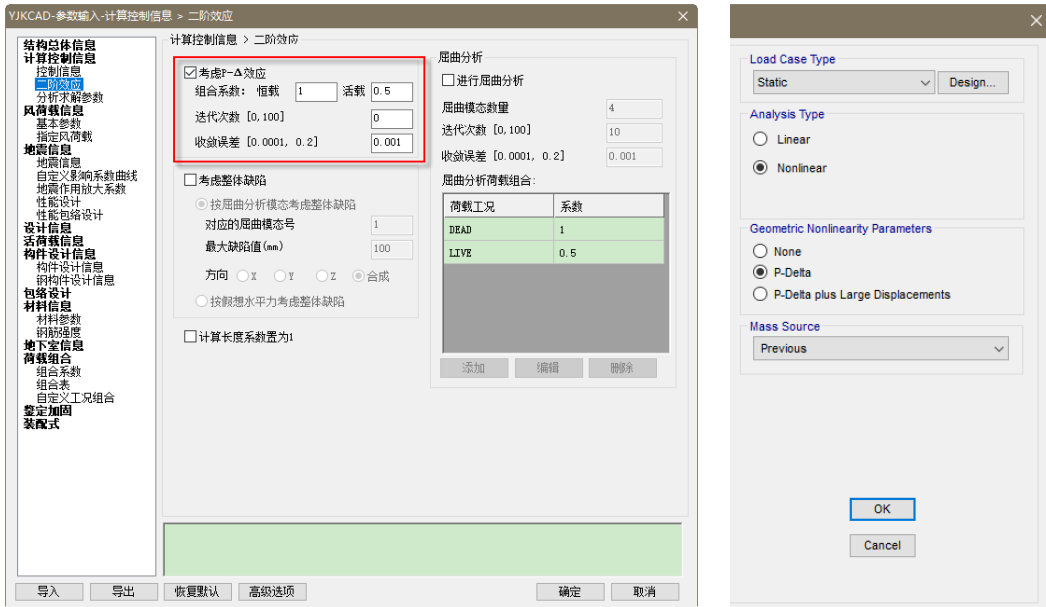 YJKCAD-参数输入-计算控制信息 > 二阶效应
结构总体信息
计算控制信息
控制信息
二阶效应
分析求解参数
风荷载信息
基本参数
指定风荷载
地震信息
地震信息
自定义影响系数曲线
地震作用放大系数
性能设计
性能包络设计
设计信息
活荷载信息
构件设计信息
构件设计信息
钢构件设计信息
包络设计
材料信息
材料参数
钢筋强度
地下室信息
荷载组合
组合系数
组合表
自定义工况组合
鉴定加固
装配式
计算控制信息 > 二阶效应
考虑P-Δ效应
组合系数: 恒载 1 活载 0.5
迭代次数 [0,100] 0
收敛误差 [0.0001, 0.2] 0.001
考虑整体缺陷
按屈曲分析模态考虑整体缺陷
对应的屈曲模态号 1
最大缺陷值(mm) 100
方向 X Y Z 合成
按假想水平力考虑整体缺陷
计算长度系数置为1
屈曲分析
进行屈曲分析
屈曲模态数量 4
迭代次数 [0,100] 10
收敛误差 [0.0001, 0.2] 0.001
屈曲分析荷载组合:
荷载工况 系数
DEAD 1
LIVE 0.5
添加 编辑 删除
导入 导出 恢复默认 高级选项 确定 取消
Load Case Type
Static Design...
Analysis Type
Linear
Nonlinear
Geometric Nonlinearity Parameters
None
P-Delta
P-Delta plus Large Displacements
Mass Source
Previous
OK
Cancel